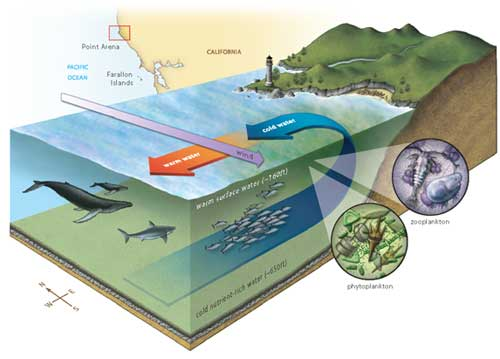 Point Arena
CALIFORNIA
PACIFIC
OCEAN
Farallon
Islands
cold water
wind
warm water
warm surface water (~160ft)
zooplankton
phytoplankton
cold nutrient-rich water (~650ft)
N
E
W
S